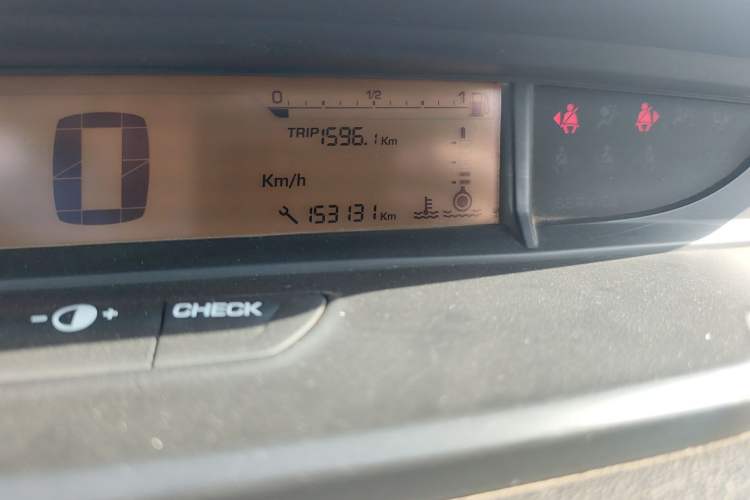 0 1/2 1
TRIP 1596.1 Km
0
Km/h
153131 Km
- +
CHECK